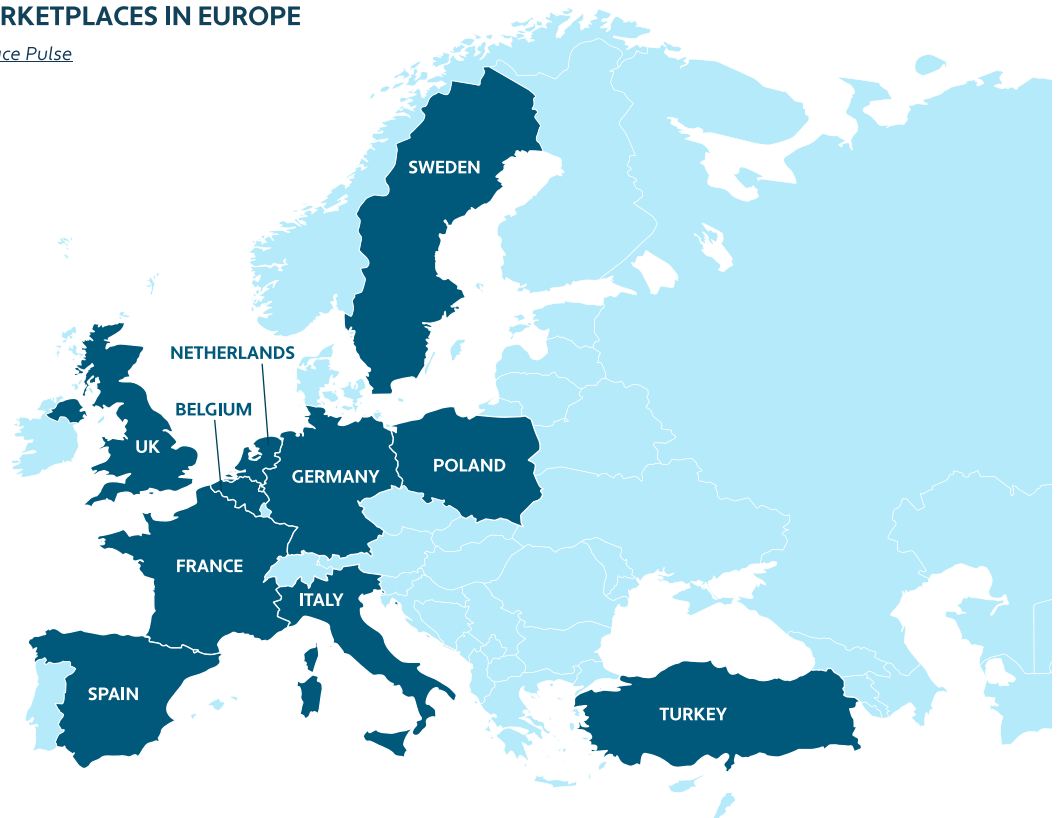 RKETPLACES IN EUROPE
ce Pulse
SWEDEN
NETHERLANDS
BELGIUM
UK
GERMANY
POLAND
FRANCE
ITALY
SPAIN
TURKEY